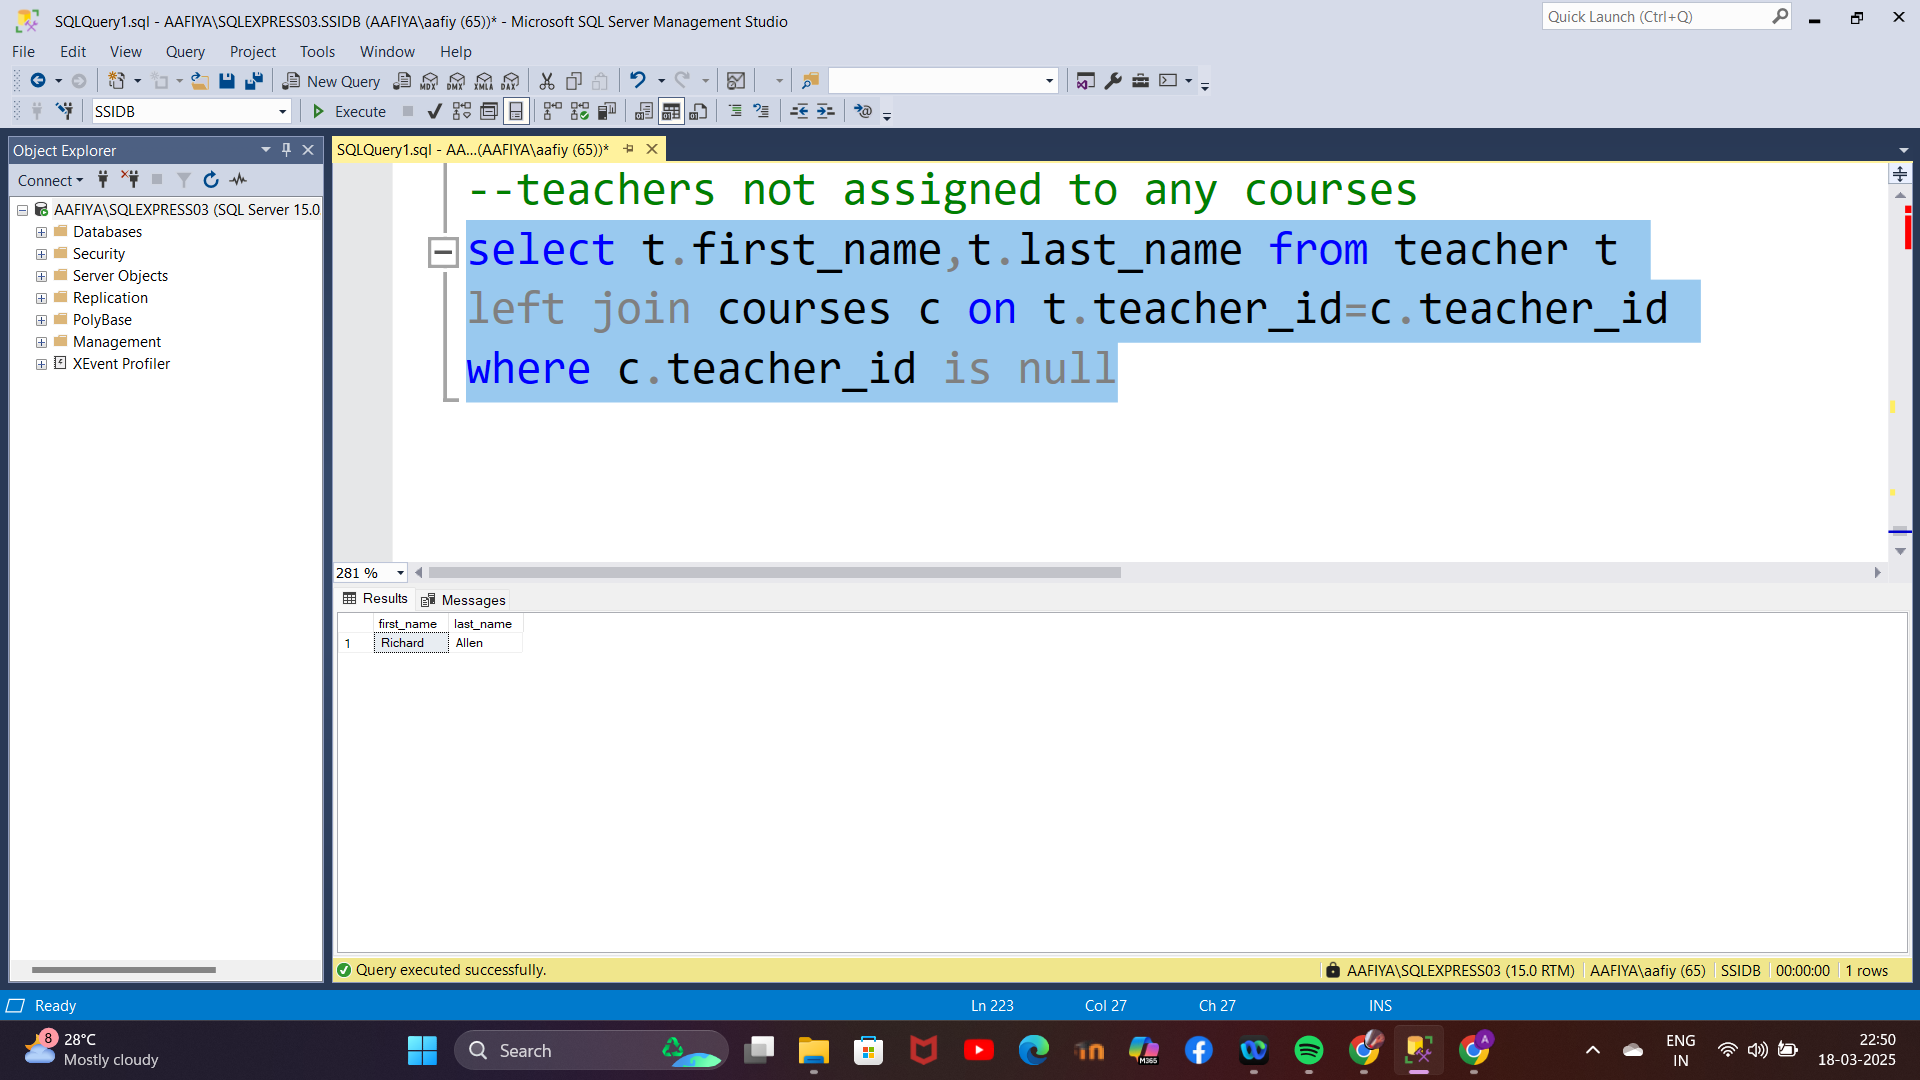 SQLQuery1.sql - AAFIYA\SQLEXPRESS03.SSIDB (AAFIYA\aafiy (65))* - Microsoft SQL Server Management Studio
Quick Launch (Ctrl+Q)
File Edit View Query Project Tools Window Help
New Query MDX DMX XMLA DAX
SSIDB Execute
Object Explorer
Connect
AAFIYA\SQLEXPRESS03 (SQL Server 15.0
Databases
Security
Server Objects
Replication
PolyBase
Management
XEvent Profiler
SQLQuery1.sql - AA...(AAFIYA\aafiy (65))*
--teachers not assigned to any courses
select t.first_name,t.last_name from teacher t
left join courses c on t.teacher_id=c.teacher_id
where c.teacher_id is null
281 %
Results Messages
first_name last_name
1 Richard Allen
Query executed successfully.
AAFIYA\SQLEXPRESS03 (15.0 RTM) AAFIYA\aafiy (65) SSIDB 00:00:00 1 rows
Ready Ln 223 Col 27 Ch 27 INS
8 28°C
Mostly cloudy
Search
M365
A
ENG
IN
22:50
18-03-2025